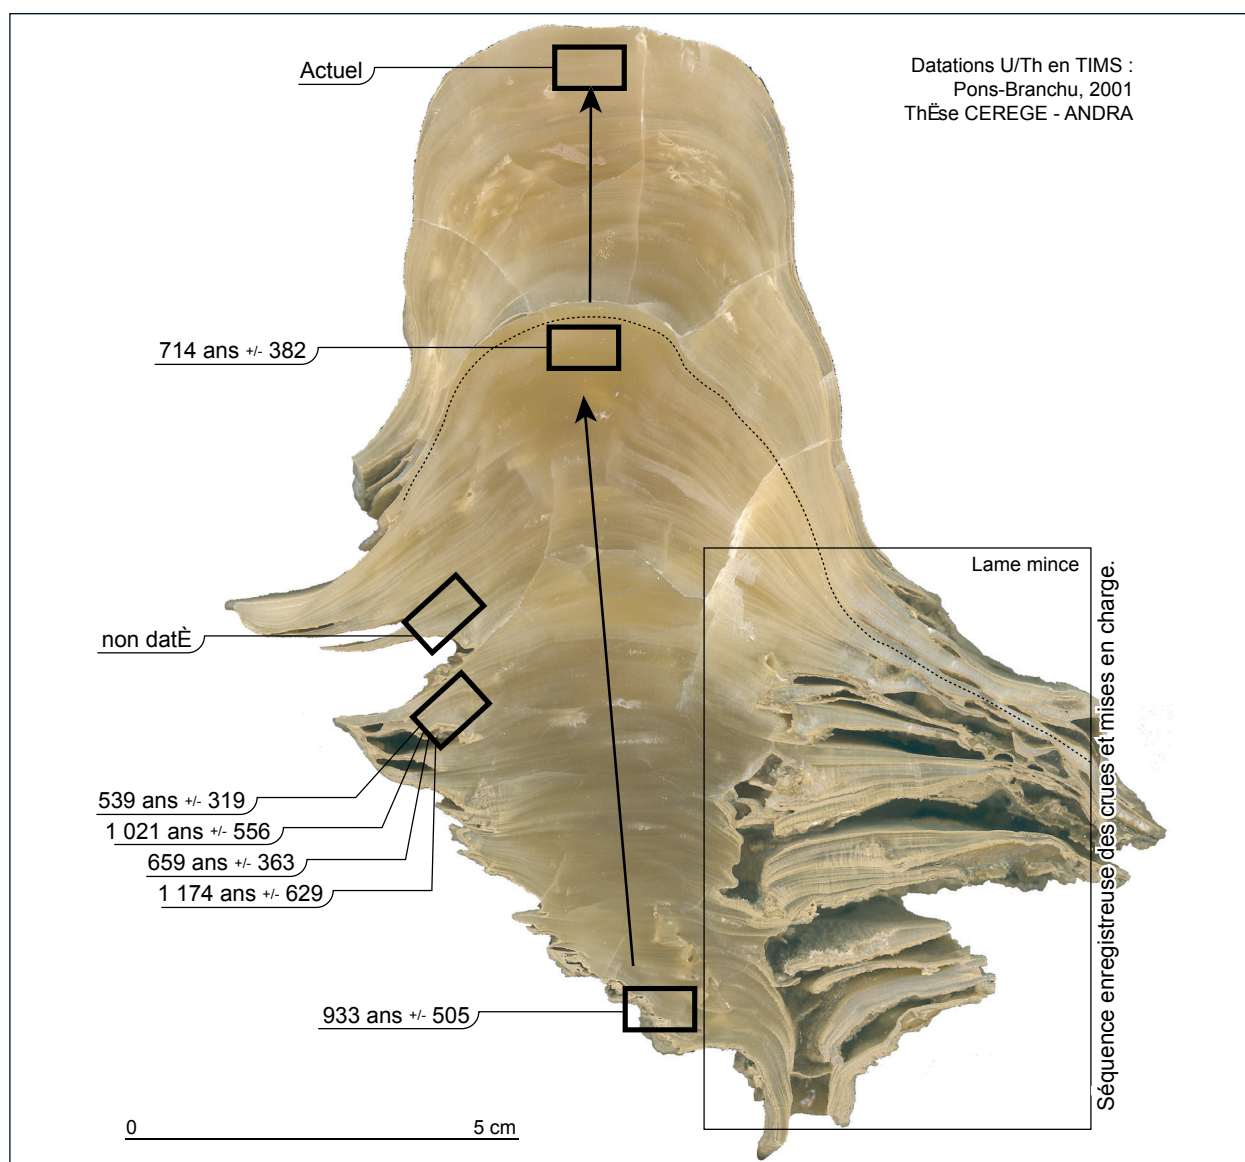 Actuel
Datations U/Th en TIMS :
Pons-Branchu, 2001
ThËse CEREGE - ANDRA
714 ans +/- 382
Lame mince
non datÈ
539 ans +/- 319
1 021 ans +/- 556
659 ans +/- 363
1 174 ans +/- 629
933 ans +/- 505
Séquence enregistreuse des crues et mises en charge.
0 5 cm